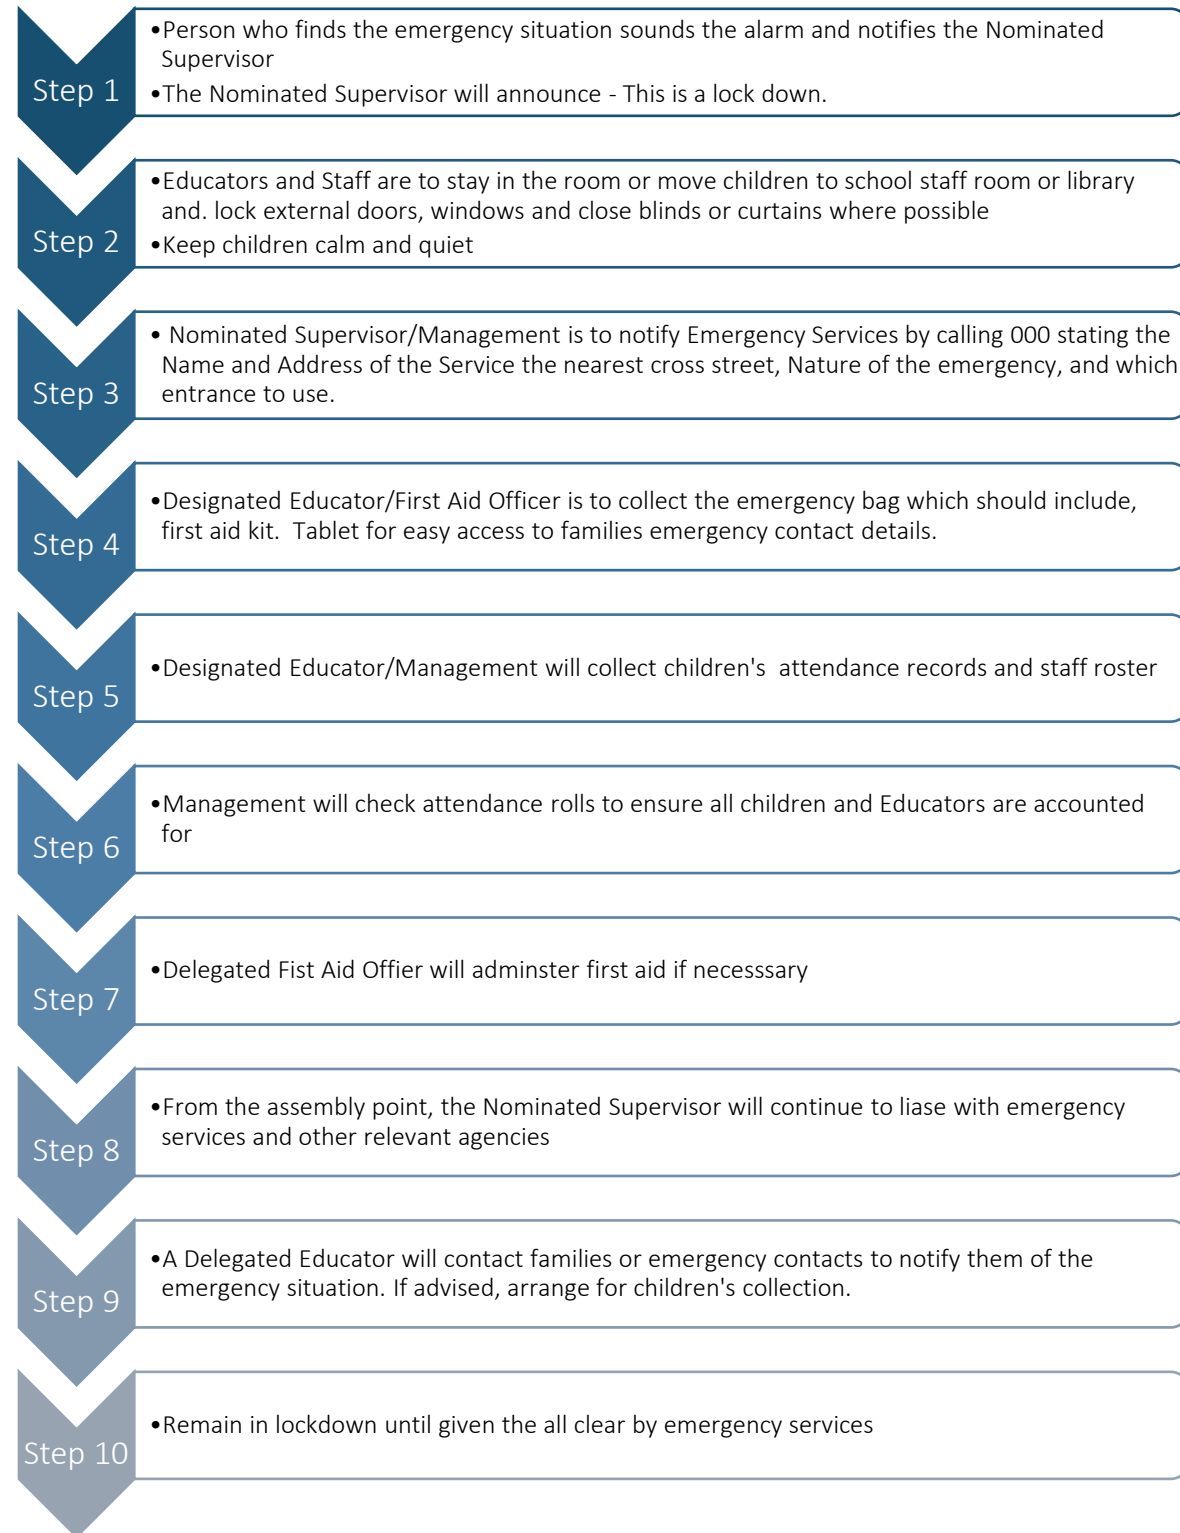 Step 1
•Person who finds the emergency situation sounds the alarm and notifies the Nominated
Supervisor
•The Nominated Supervisor will announce - This is a lock down.
Step 2
•Educators and Staff are to stay in the room or move children to school staff room or library
and. lock external doors, windows and close blinds or curtains where possible
•Keep children calm and quiet
Step 3
• Nominated Supervisor/Management is to notify Emergency Services by calling 000 stating the
Name and Address of the Service the nearest cross street, Nature of the emergency, and which
entrance to use.
Step 4
•Designated Educator/First Aid Officer is to collect the emergency bag which should include,
first aid kit.  Tablet for easy access to families emergency contact details.
Step 5
•Designated Educator/Management will collect children's  attendance records and staff roster
Step 6
•Management will check attendance rolls to ensure all children and Educators are accounted
for
Step 7
•Delegated Fist Aid Offier will adminster first aid if necesssary
Step 8
•From the assembly point, the Nominated Supervisor will continue to liase with emergency
services and other relevant agencies
Step 9
•A Delegated Educator will contact families or emergency contacts to notify them of the
emergency situation. If advised, arrange for children's collection.
Step 10
•Remain in lockdown until given the all clear by emergency services